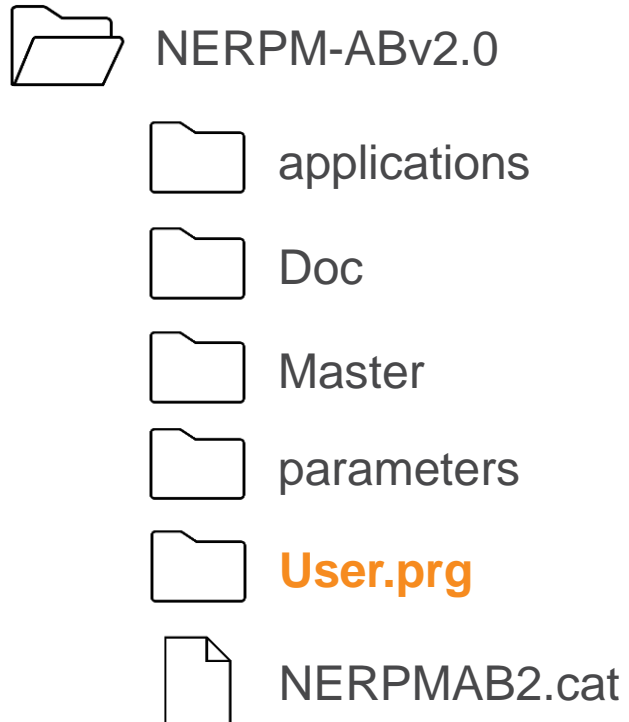 NERPM-ABv2.0
applications
Doc
Master
parameters
User.prg
NERPMAB2.cat